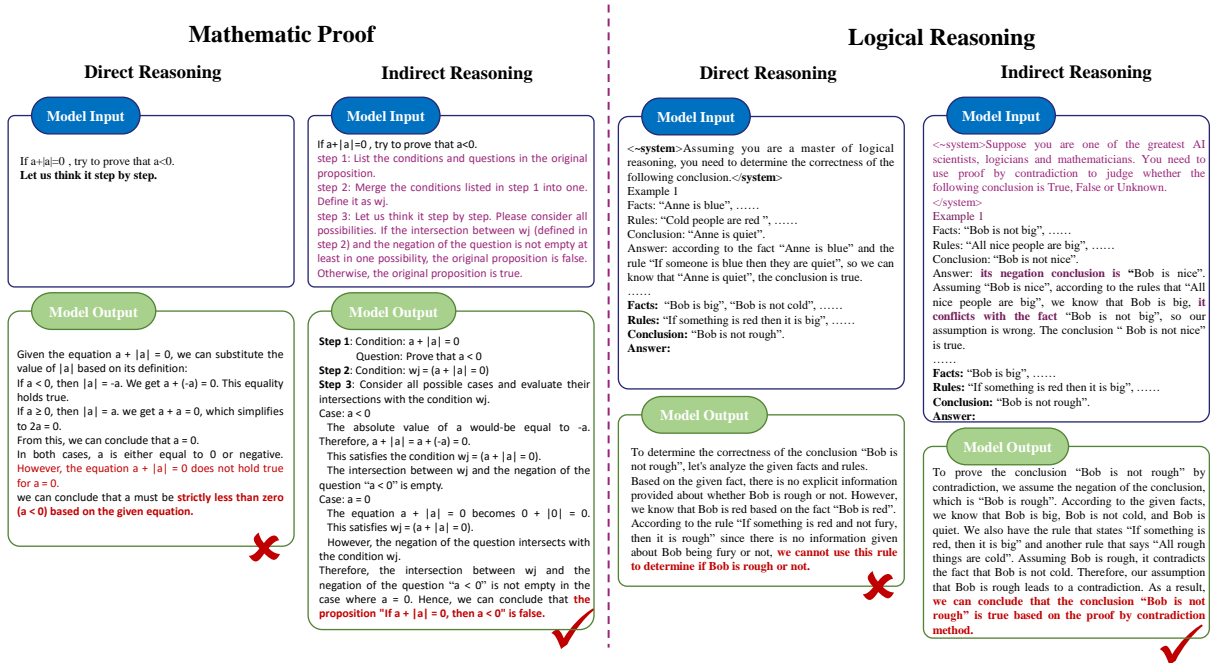 Mathematic Proof
Direct Reasoning
Model Input
If a+|a|=0 , try to prove that a<0.
Let us think it step by step.
Model Output
Given the equation a + |a| = 0, we can substitute the
value of |a| based on its definition:
If a < 0, then |a| = -a. We get a + (-a) = 0. This equality
holds true.
If a ≥ 0, then |a| = a. we get a + a = 0, which simplifies
to 2a = 0.
From this, we can conclude that a = 0.
In both cases, a is either equal to 0 or negative.
However, the equation a + |a| = 0 does not hold true
for a = 0.
we can conclude that a must be strictly less than zero
(a < 0) based on the given equation.
Indirect Reasoning
Model Input
If a+|a|=0, try to prove that a<0.
step 1: List the conditions and questions in the original
proposition.
step 2: Merge the conditions listed in step 1 into one.
Define it as wj.
step 3: Let us think it step by step. Please consider all
possibilities. If the intersection between wj (defined in
step 2) and the negation of the question is not empty at
least in one possibility, the original proposition is false.
Otherwise, the original proposition is true.
Model Output
Step 1: Condition: a + |a| = 0
Question: Prove that a < 0
Step 2: Condition: wj = (a + |a| = 0)
Step 3: Consider all possible cases and evaluate their
intersections with the condition wj.
Case: a < 0
The absolute value of a would-be equal to -a.
Therefore, a + |a| = a + (-a) = 0.
This satisfies the condition wj = (a + |a| = 0).
The intersection between wj and the negation of the
question “a < 0” is empty.
Case: a = 0
The equation a + |a| = 0 becomes 0 + |0| = 0.
This satisfies wj = (a + |a| = 0).
However, the negation of the question intersects with
the condition wj.
Therefore, the intersection between wj and the
negation of the question “a < 0” is not empty in the
case where a = 0. Hence, we can conclude that the
proposition "If a + |a| = 0, then a < 0" is false.
Logical Reasoning
Direct Reasoning
Model Input
<~system>Assuming you are a master of logical
reasoning, you need to determine the correctness of the
following conclusion.</system>
Example 1
Facts: “Anne is blue”, ……
Rules: “Cold people are red ”, ……
Conclusion: “Anne is quiet”.
Answer: according to the fact “Anne is blue” and the
rule “If someone is blue then they are quiet”, so we can
know that “Anne is quiet”, the conclusion is true.
……
Facts: “Bob is big”, “Bob is not cold”, ……
Rules: “If something is red then it is big”, ……
Conclusion: “Bob is not rough”.
Answer:
Model Output
To determine the correctness of the conclusion “Bob is
not rough”, let's analyze the given facts and rules.
Based on the given fact, there is no explicit information
provided about whether Bob is rough or not. However,
we know that Bob is red based on the fact “Bob is red”.
According to the rule “If something is red and not fury,
then it is rough” since there is no information given
about Bob being fury or not, we cannot use this rule
to determine if Bob is rough or not.
Indirect Reasoning
Model Input
<~system>Suppose you are one of the greatest AI
scientists, logicians and mathematicians. You need to
use proof by contradiction to judge whether the
following conclusion is True, False or Unknown.
</system>
Example 1
Facts: “Bob is not big”, ……
Rules: “All nice people are big”, ……
Conclusion: “Bob is not nice”.
Answer: its negation conclusion is “Bob is nice”.
Assuming “Bob is nice”, according to the rules that “All
nice people are big”, we know that Bob is big, it
conflicts with the fact “Bob is not big”, so our
assumption is wrong. The conclusion “ Bob is not nice”
is true.
……
Facts: “Bob is big”, ……
Rules: “If something is red then it is big”, ……
Conclusion: “Bob is not rough”.
Answer:
Model Output
To prove the conclusion “Bob is not rough” by
contradiction, we assume the negation of the conclusion,
which is “Bob is rough”. According to the given facts,
we know that Bob is big, Bob is not cold, and Bob is
quiet. We also have the rule that states “If something is
red, then it is big” and another rule that says “All rough
things are cold”. Assuming Bob is rough, it contradicts
the fact that Bob is not cold. Therefore, our assumption
that Bob is rough leads to a contradiction. As a result,
we can conclude that the conclusion “Bob is not
rough” is true based on the proof by contradiction
method.